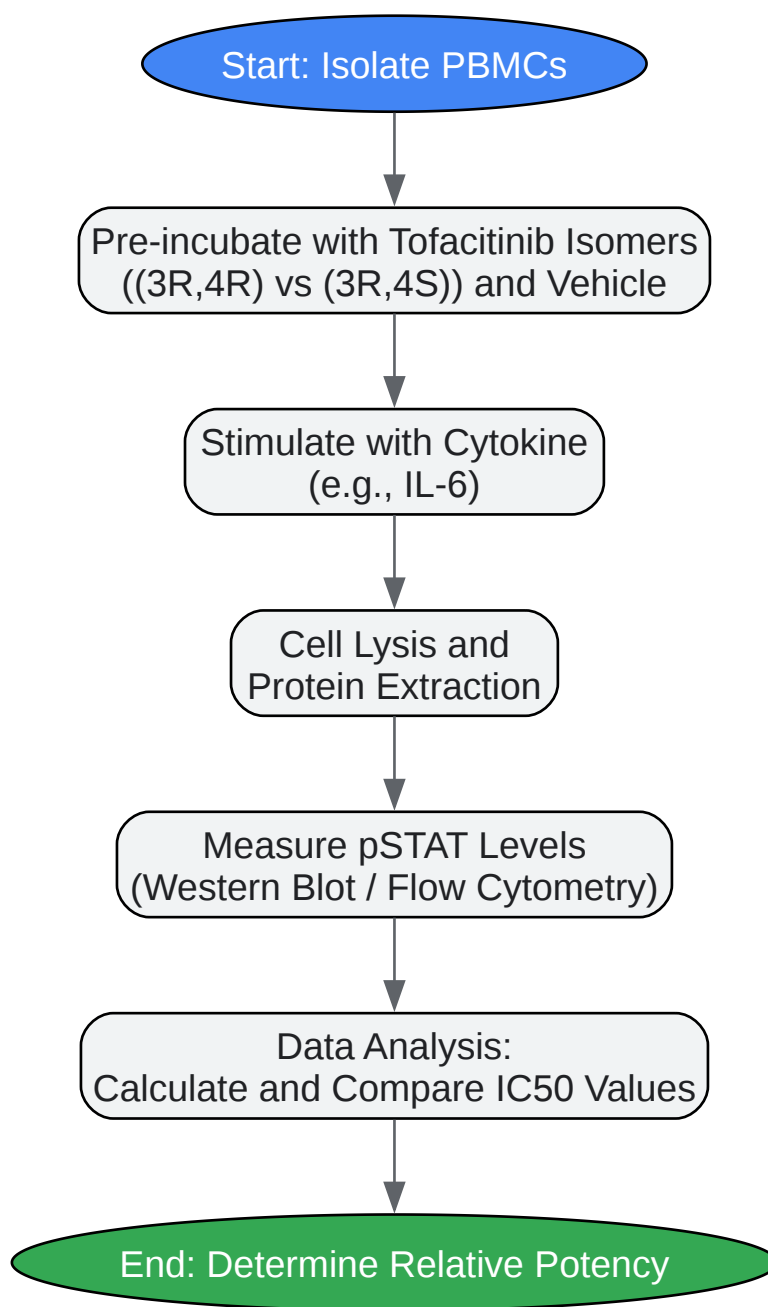 Start: Isolate PBMCs
Pre-incubate with Tofacitinib Isomers
((3R,4R) vs (3R,4S)) and Vehicle
Stimulate with Cytokine
(e.g., IL-6)
Cell Lysis and
Protein Extraction
Measure pSTAT Levels
(Western Blot / Flow Cytometry)
Data Analysis:
Calculate and Compare IC50 Values
End: Determine Relative Potency